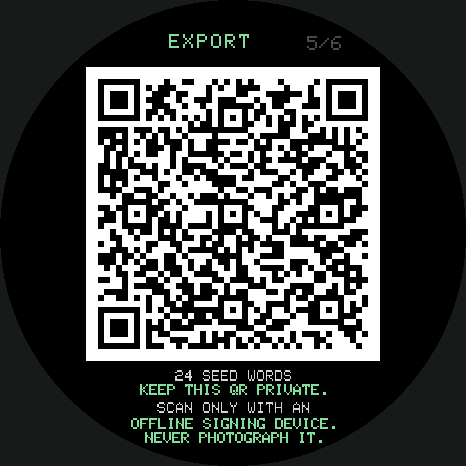 EXPORT 5/6
24 SEED WORDS
KEEP THIS QR PRIVATE.
SCAN ONLY WITH AN
OFFLINE SIGNING DEVICE.
NEVER PHOTOGRAPH IT.